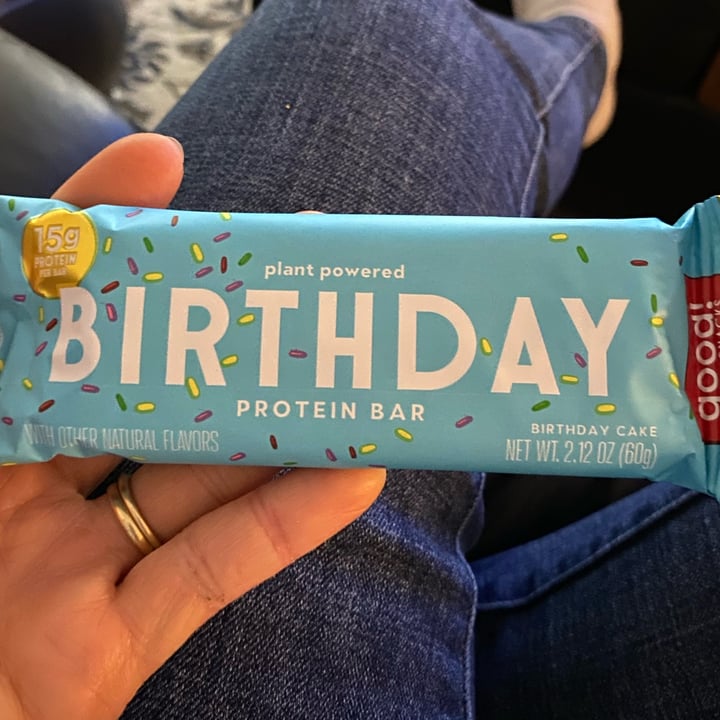 15g
PROTEIN
PER BAR
plant powered
BIRTHDAY
PROTEIN BAR
WITH OTHER NATURAL FLAVORS
BIRTHDAY CAKE
NET WT. 2.12 OZ (60g)
good!
SNACKS